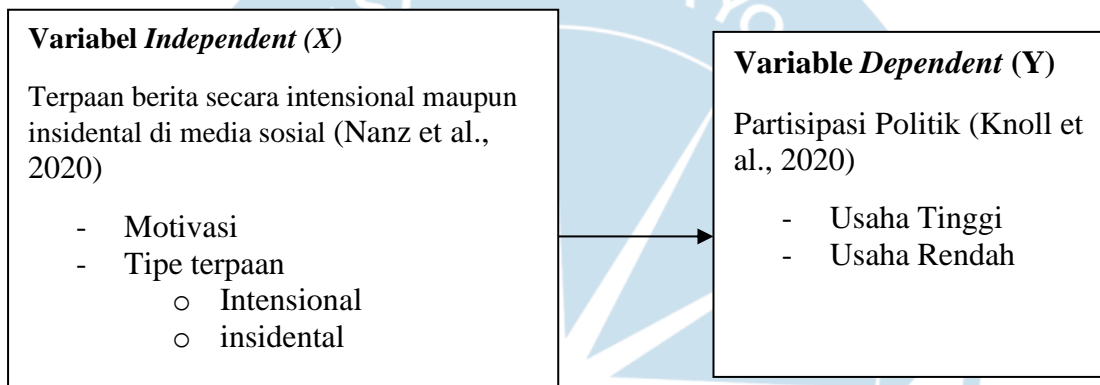 Variabel Independent (X)
Terpaan berita secara intensional maupun
insidental di media sosial (Nanz et al.,
2020)
- Motivasi
- Tipe terpaan
o Intensional
o insidental
Variable Dependent (Y)
Partisipasi Politik (Knoll et
al., 2020)
- Usaha Tinggi
- Usaha Rendah